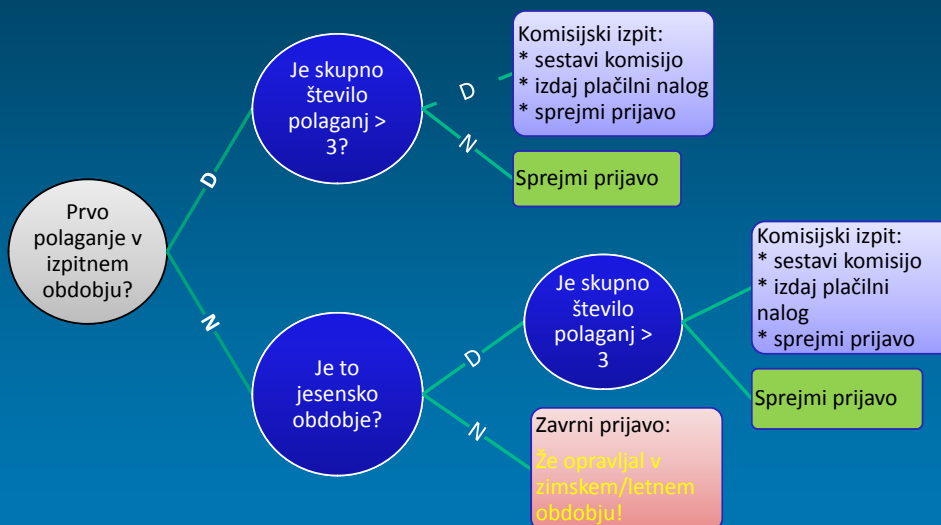 Prvo
polaganje v
izpitnem
obdobju?
D
Je skupno
število
polaganj >
3?
D
Komisijski izpit:
* sestavi komisijo
* izdaj plačilni nalog
* sprejmi prijavo
N
Sprejmi prijavo
N
Je to
jesensko
obdobje?
D
Je skupno
število
polaganj >
3
Komisijski izpit:
* sestavi komisijo
* izdaj plačilni
nalog
* sprejmi prijavo
Sprejmi prijavo
N
Zavrni prijavo:
Že opravljal v
zimskem/letnem
obdobju!